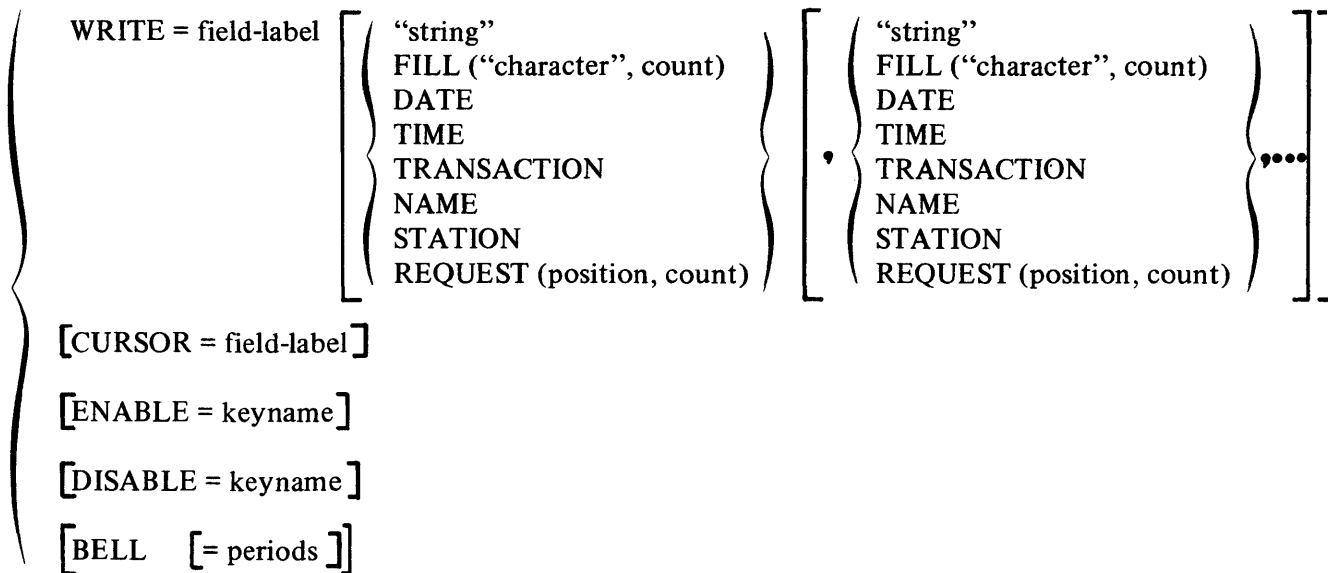 WRITE = field-label [ { “string” } [ , { “string” } ,... ] ]
FILL (“character”, count) FILL (“character”, count)
DATE DATE
TIME TIME
TRANSACTION TRANSACTION
NAME NAME
STATION STATION
REQUEST (position, count) REQUEST (position, count)
[CURSOR = field-label]
[ENABLE = keyname]
[DISABLE = keyname]
[BELL [= periods]]